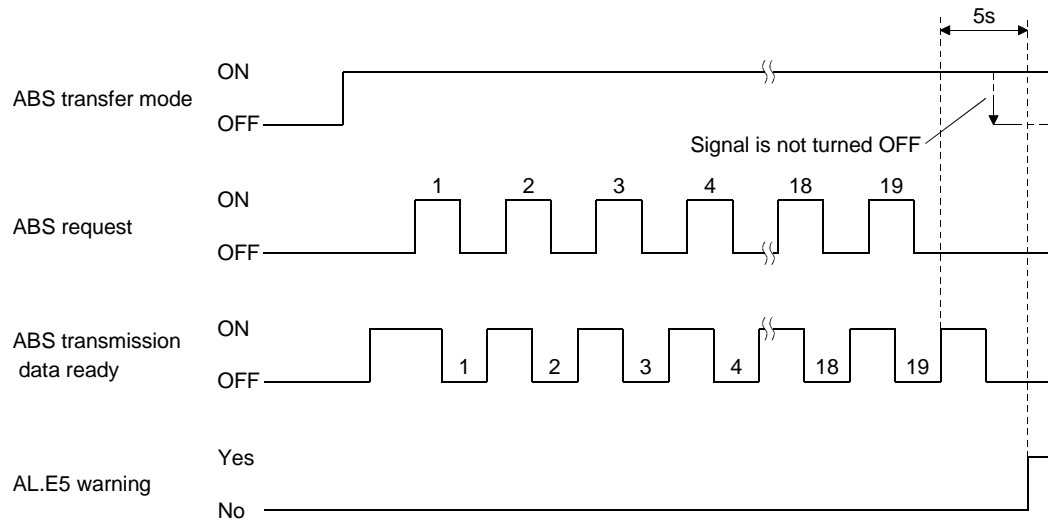 5s
ON
ABS transfer mode
OFF
Signal is not turned OFF
1 2 3 4 18 19
ON
ABS request
OFF
ON
ABS transmission
data ready
1 2 3 4 18 19
OFF
Yes
AL.E5 warning
No